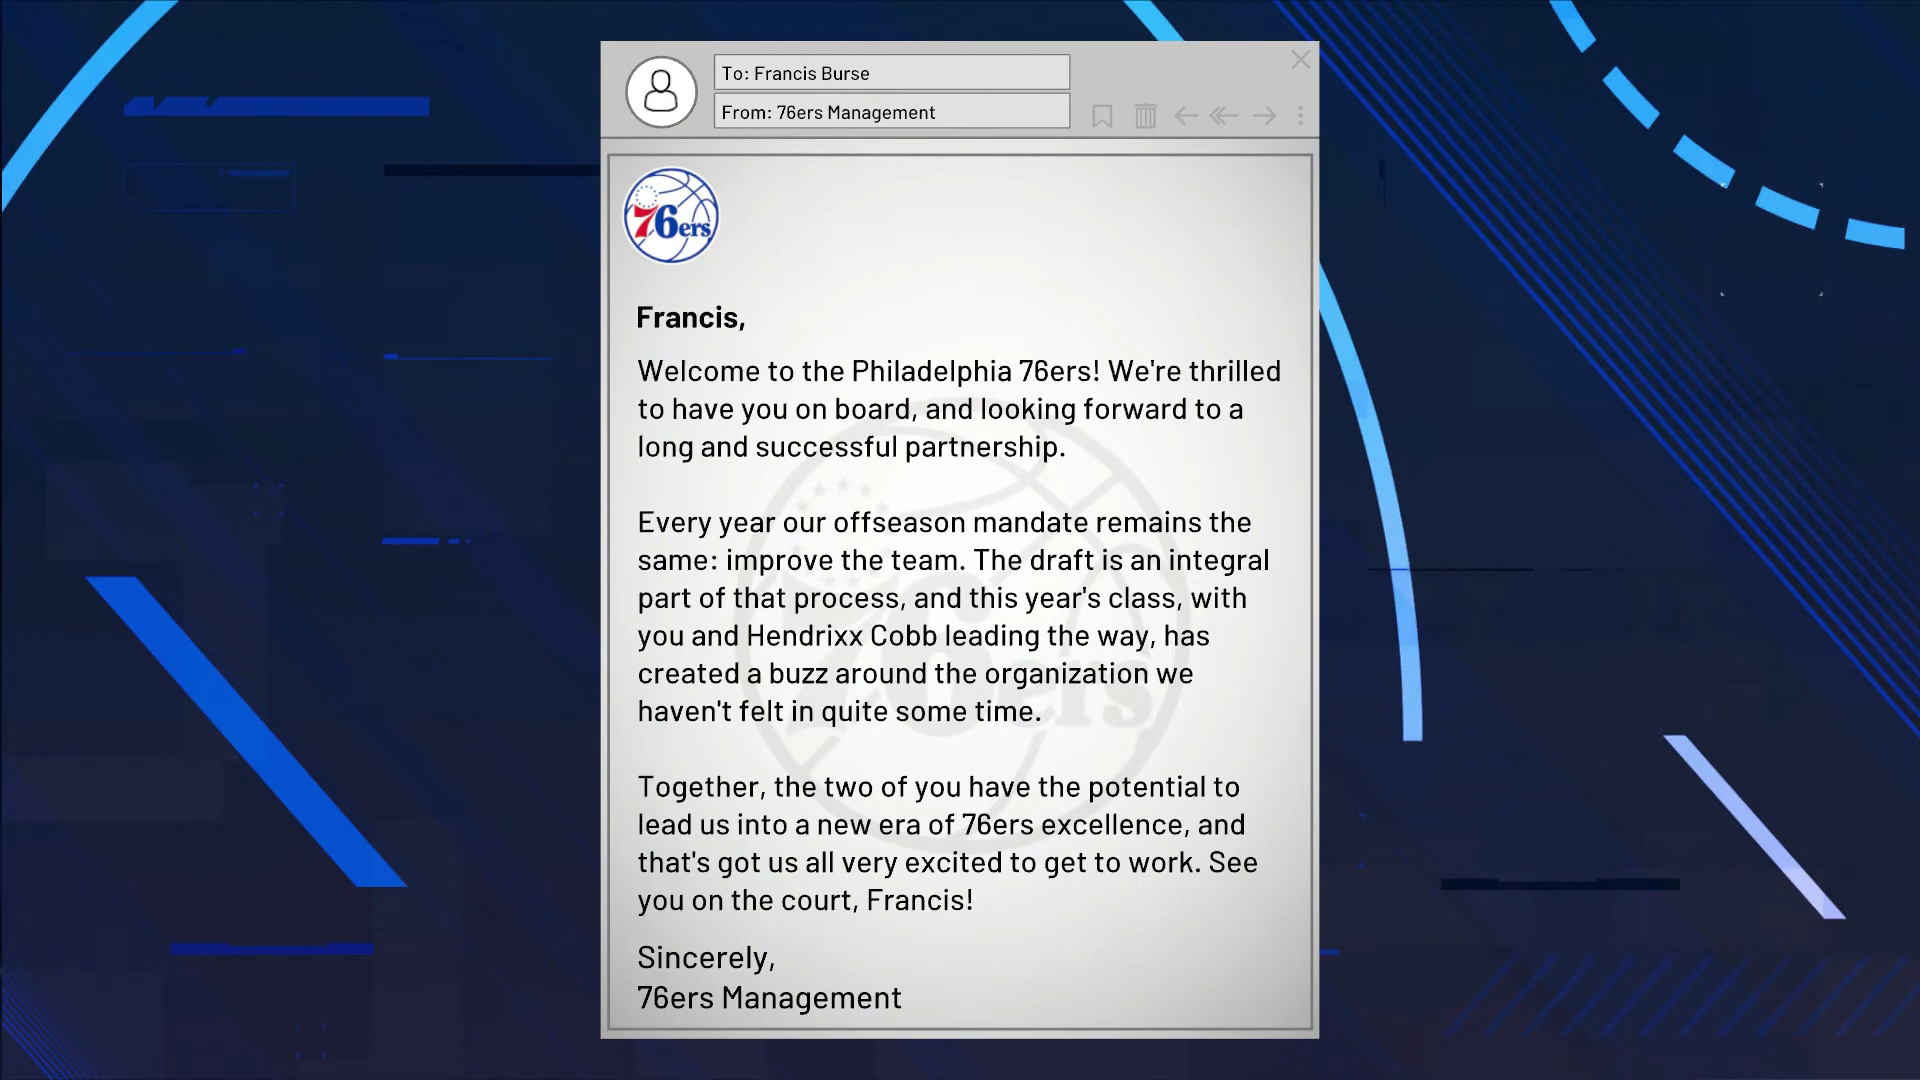 To: Francis Burse
From: 76ers Management
76ers
Francis,
Welcome to the Philadelphia 76ers! We're thrilled
to have you on board, and looking forward to a
long and successful partnership.
Every year our offseason mandate remains the
same: improve the team. The draft is an integral
part of that process, and this year's class, with
you and Hendrixx Cobb leading the way, has
created a buzz around the organization we
haven't felt in quite some time.
Together, the two of you have the potential to
lead us into a new era of 76ers excellence, and
that's got us all very excited to get to work. See
you on the court, Francis!
Sincerely,
76ers Management